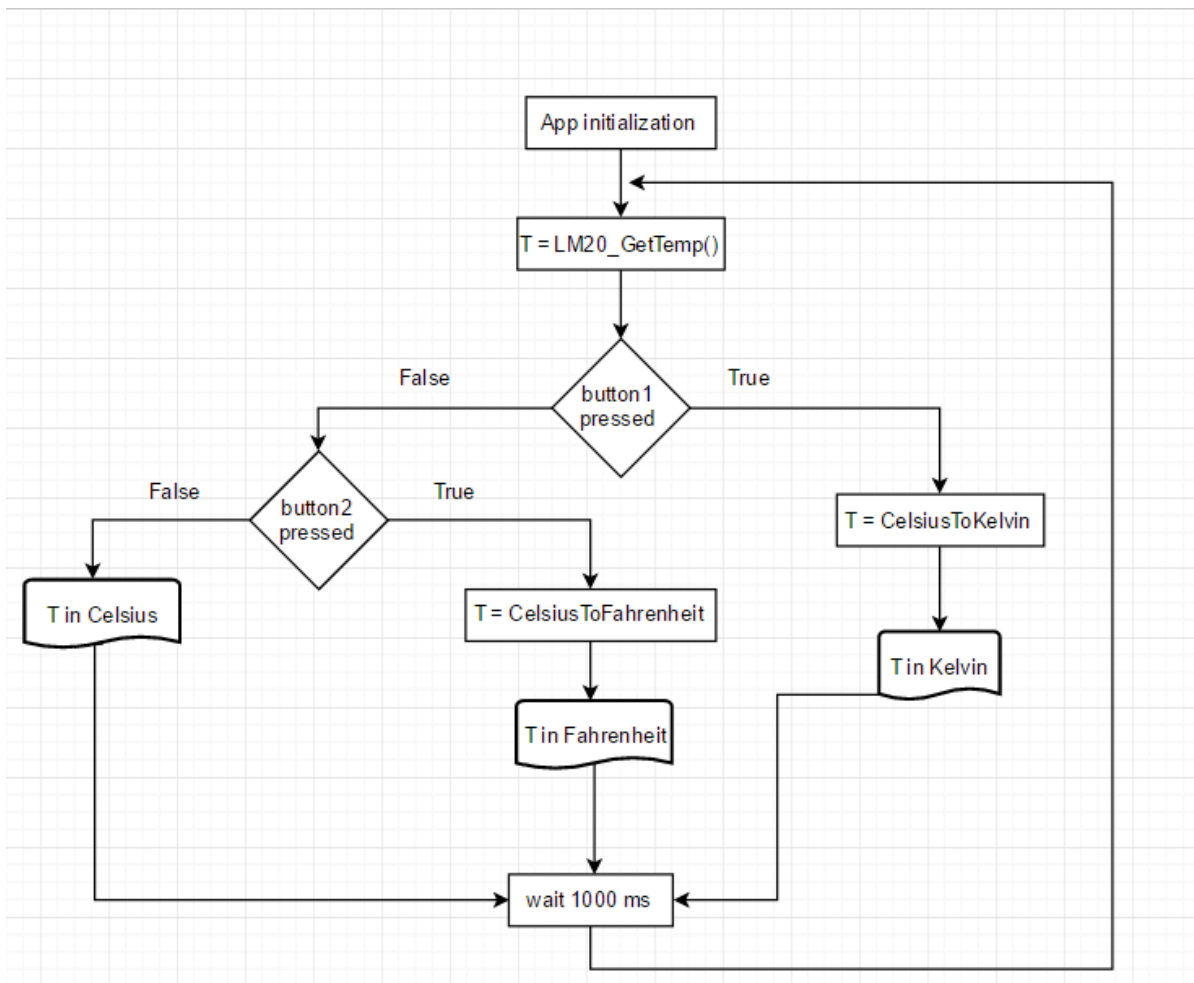 App initialization
T = LM20_GetTemp()
False
True
button1
pressed
False
True
button2
pressed
T = CelsiusToKelvin
T in Celsius
T = CelsiusToFahrenheit
T in Kelvin
T in Fahrenheit
wait 1000 ms